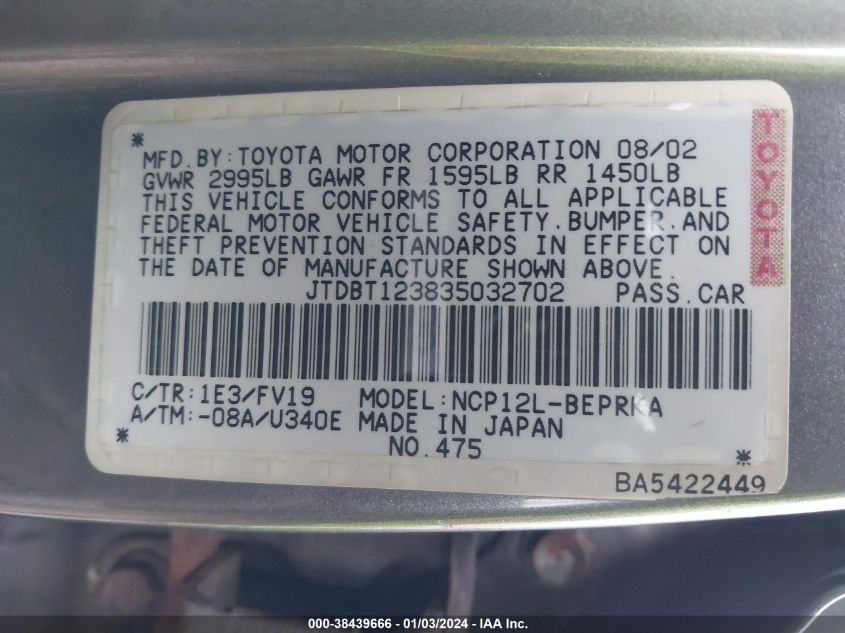 MFD.BY:TOYOTA MOTOR CORPORATION 08/02
GVWR 2995LB GAWR FR 1595LB RR 1450LB
THIS VEHICLE CONFORMS TO ALL APPLICABLE
FEDERAL MOTOR VEHICLE SAFETY,BUMPER,AND
THEFT PREVENTION STANDARDS IN EFFECT ON
THE DATE OF MANUFACTURE SHOWN ABOVE.
JTDBT123835032702 PASS.CAR
C/TR:1E3/FV19 MODEL:NCP12L-BEPRKA
A/TM:-08A/U340E MADE IN JAPAN
NO.475
BA5422449
TOYOTA
000-38439666 - 01/03/2024 - IAA Inc.